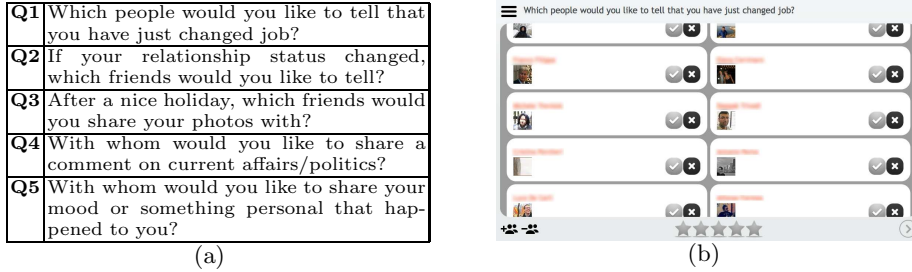 Q1 Which people would you like to tell that
you have just changed job?
Q2 If your relationship status changed,
which friends would you like to tell?
Q3 After a nice holiday, which friends would
you share your photos with?
Q4 With whom would you like to share a
comment on current affairs/politics?
Q5 With whom would you like to share your
mood or something personal that hap-
pened to you?
(a)
Which people would you like to tell that you have just changed job?
(b)